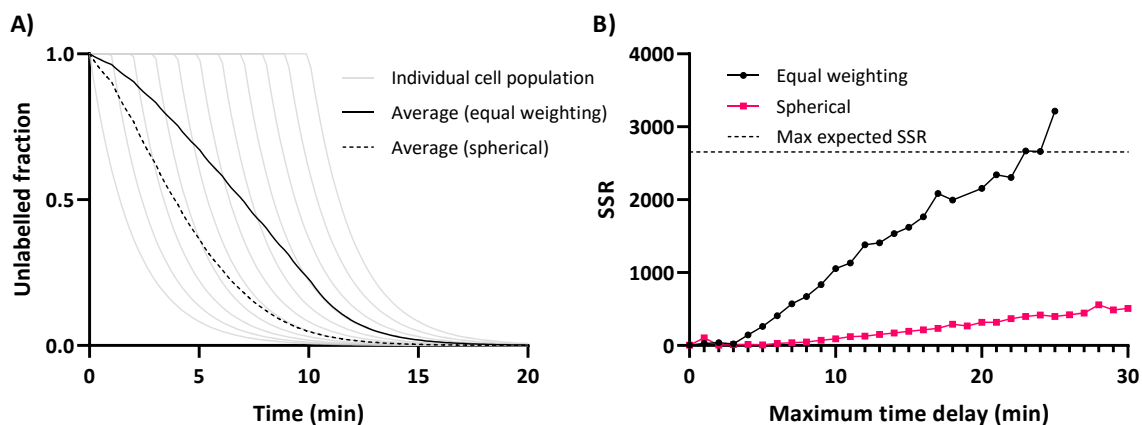 A)
1.0
0.5
0.0
Unlabelled fraction
0
5
10
15
20
Time (min)
Individual cell population
Average (equal weighting)
Average (spherical)
B)
4000
3000
2000
1000
0
SSR
0
10
20
30
Maximum time delay (min)
Equal weighting
Spherical
Max expected SSR